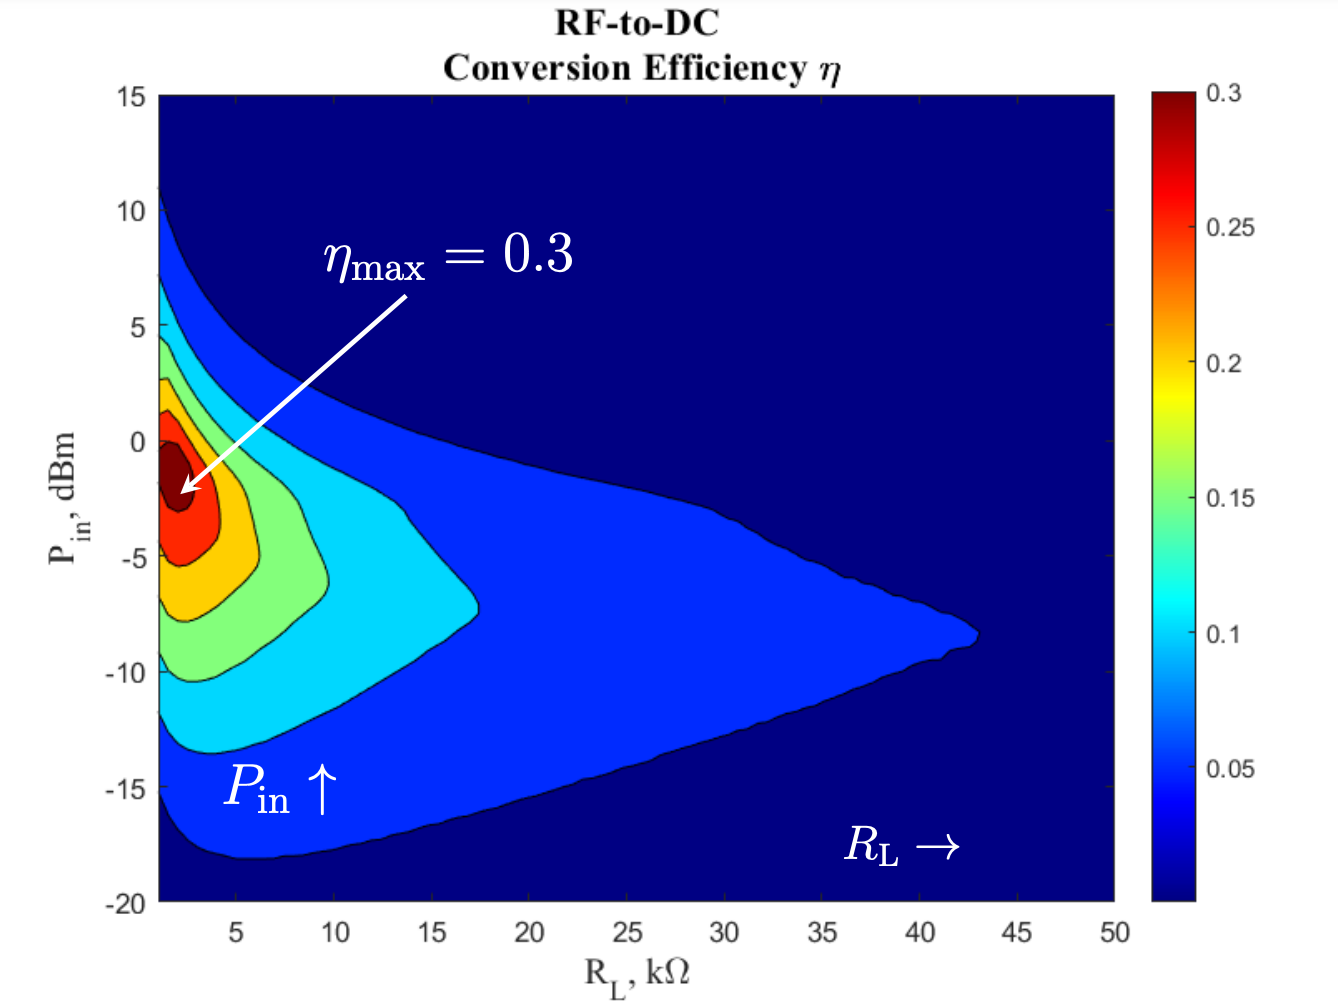 RF-to-DC
Conversion Efficiency η
15
10
5
0
-5
-10
-15
-20
P_in, dBm
η_max = 0.3
P_in ↑
R_L →
5 10 15 20 25 30 35 40 45 50
R_L, kΩ
0.3
0.25
0.2
0.15
0.1
0.05